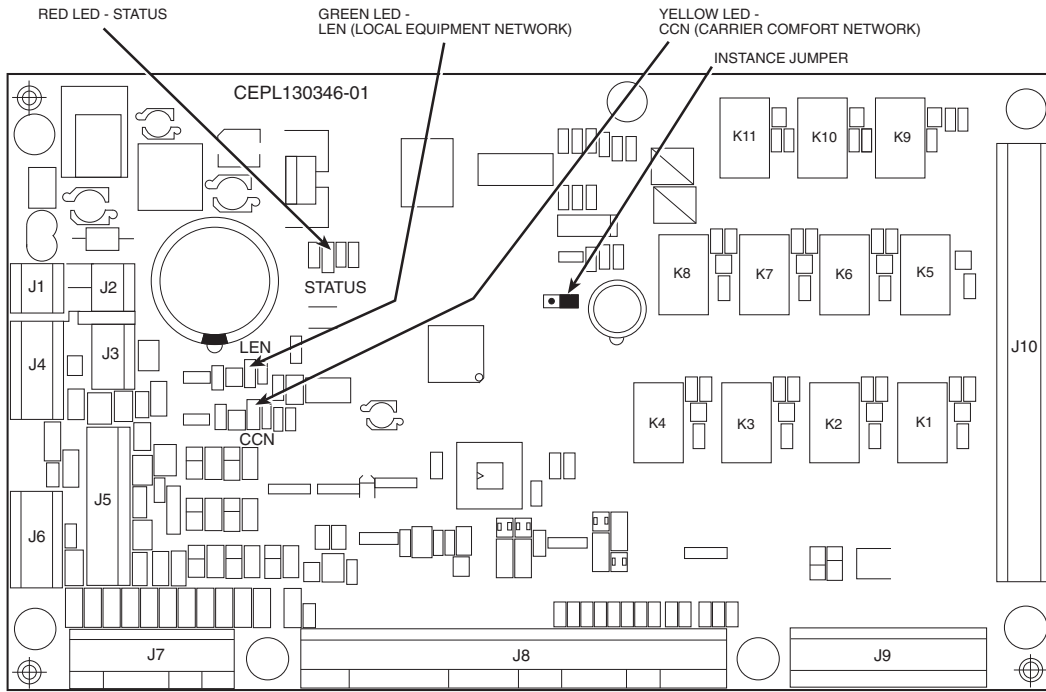 RED LED - STATUS
GREEN LED -
LEN (LOCAL EQUIPMENT NETWORK)
YELLOW LED -
CCN (CARRIER COMFORT NETWORK)
INSTANCE JUMPER
CEPL130346-01
K11
K10
K9
K8
K7
K6
K5
STATUS
J1
J2
J3
J4
LEN
J10
K4
K3
K2
K1
CCN
J5
J6
J7
J8
J9